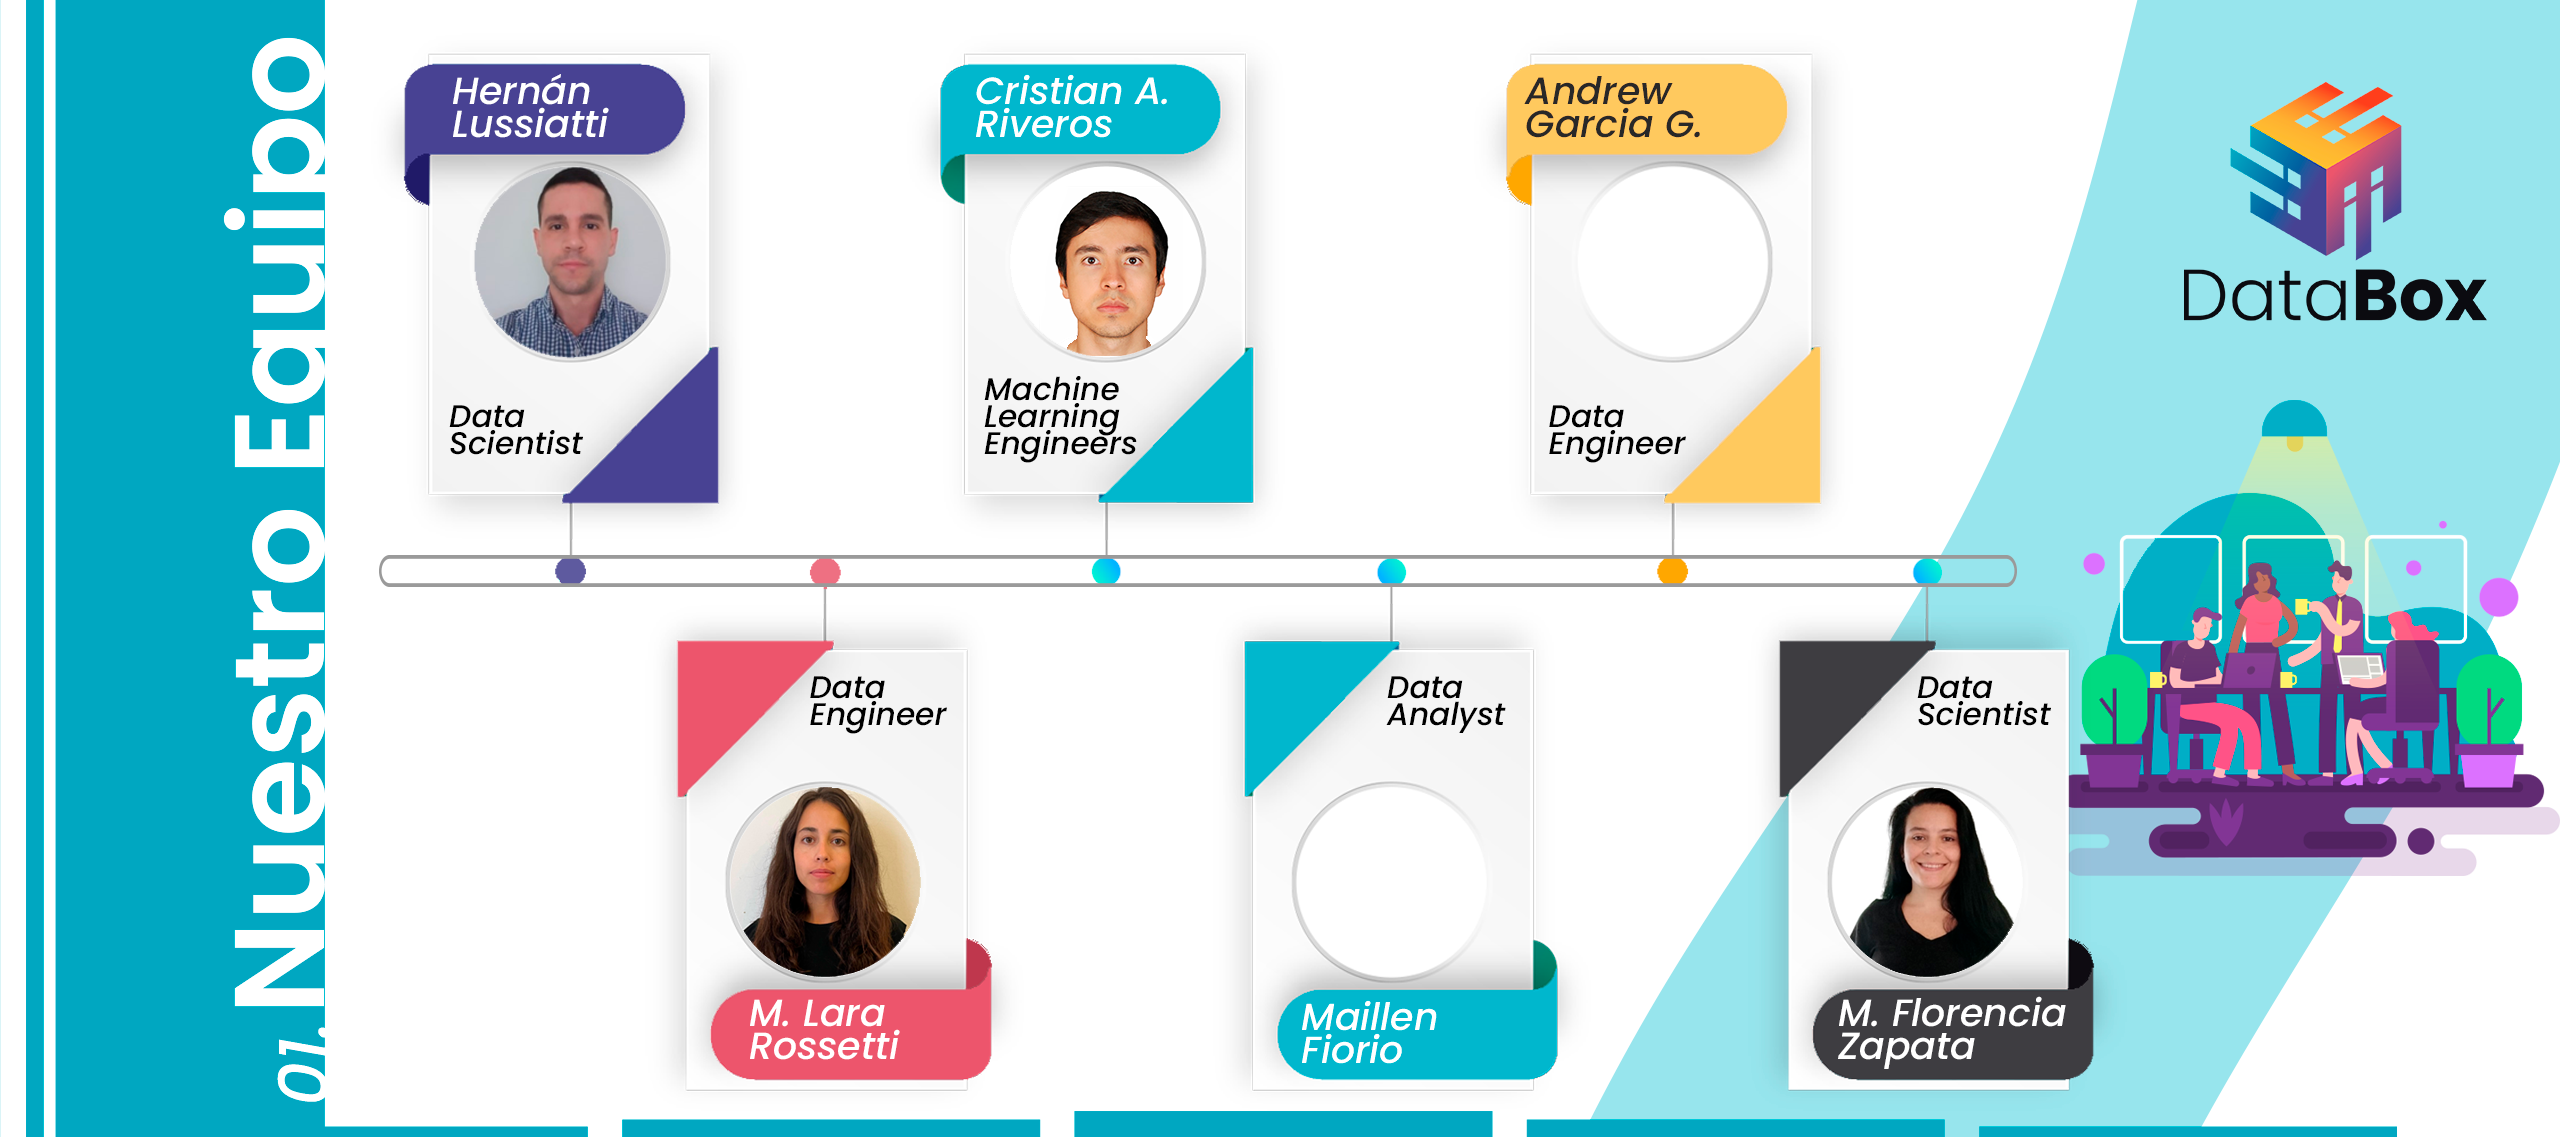 01. Nuestro Equipo
Hernán
Lussiatti
Data
Scientist
Cristian A.
Riveros
Machine
Learning
Engineers
Andrew
Garcia G.
Data
Engineer
DataBox
Data
Engineer
M. Lara
Rossetti
Data
Analyst
Maillen
Fiorio
Data
Scientist
M. Florencia
Zapata